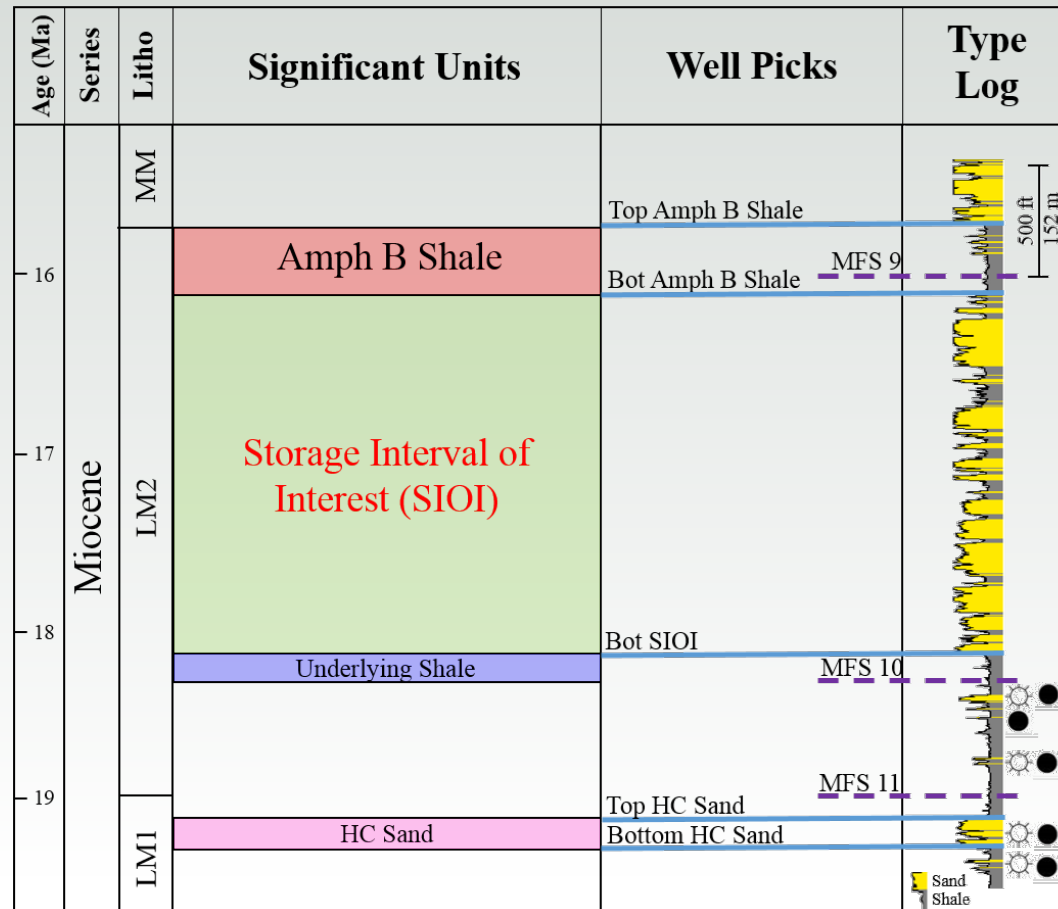 Age (Ma)
Series
Litho
Significant Units
Well Picks
Type
Log
MM
Top Amph B Shale
500 ft
152 m
Amph B Shale
MFS 9
16
Bot Amph B Shale
Storage Interval of
Interest (SIOI)
17
Miocene
LM2
18
Bot SIOI
Underlying Shale
MFS 10
19
MFS 11
Top HC Sand
HC Sand
Bottom HC Sand
LM1
Sand
Shale